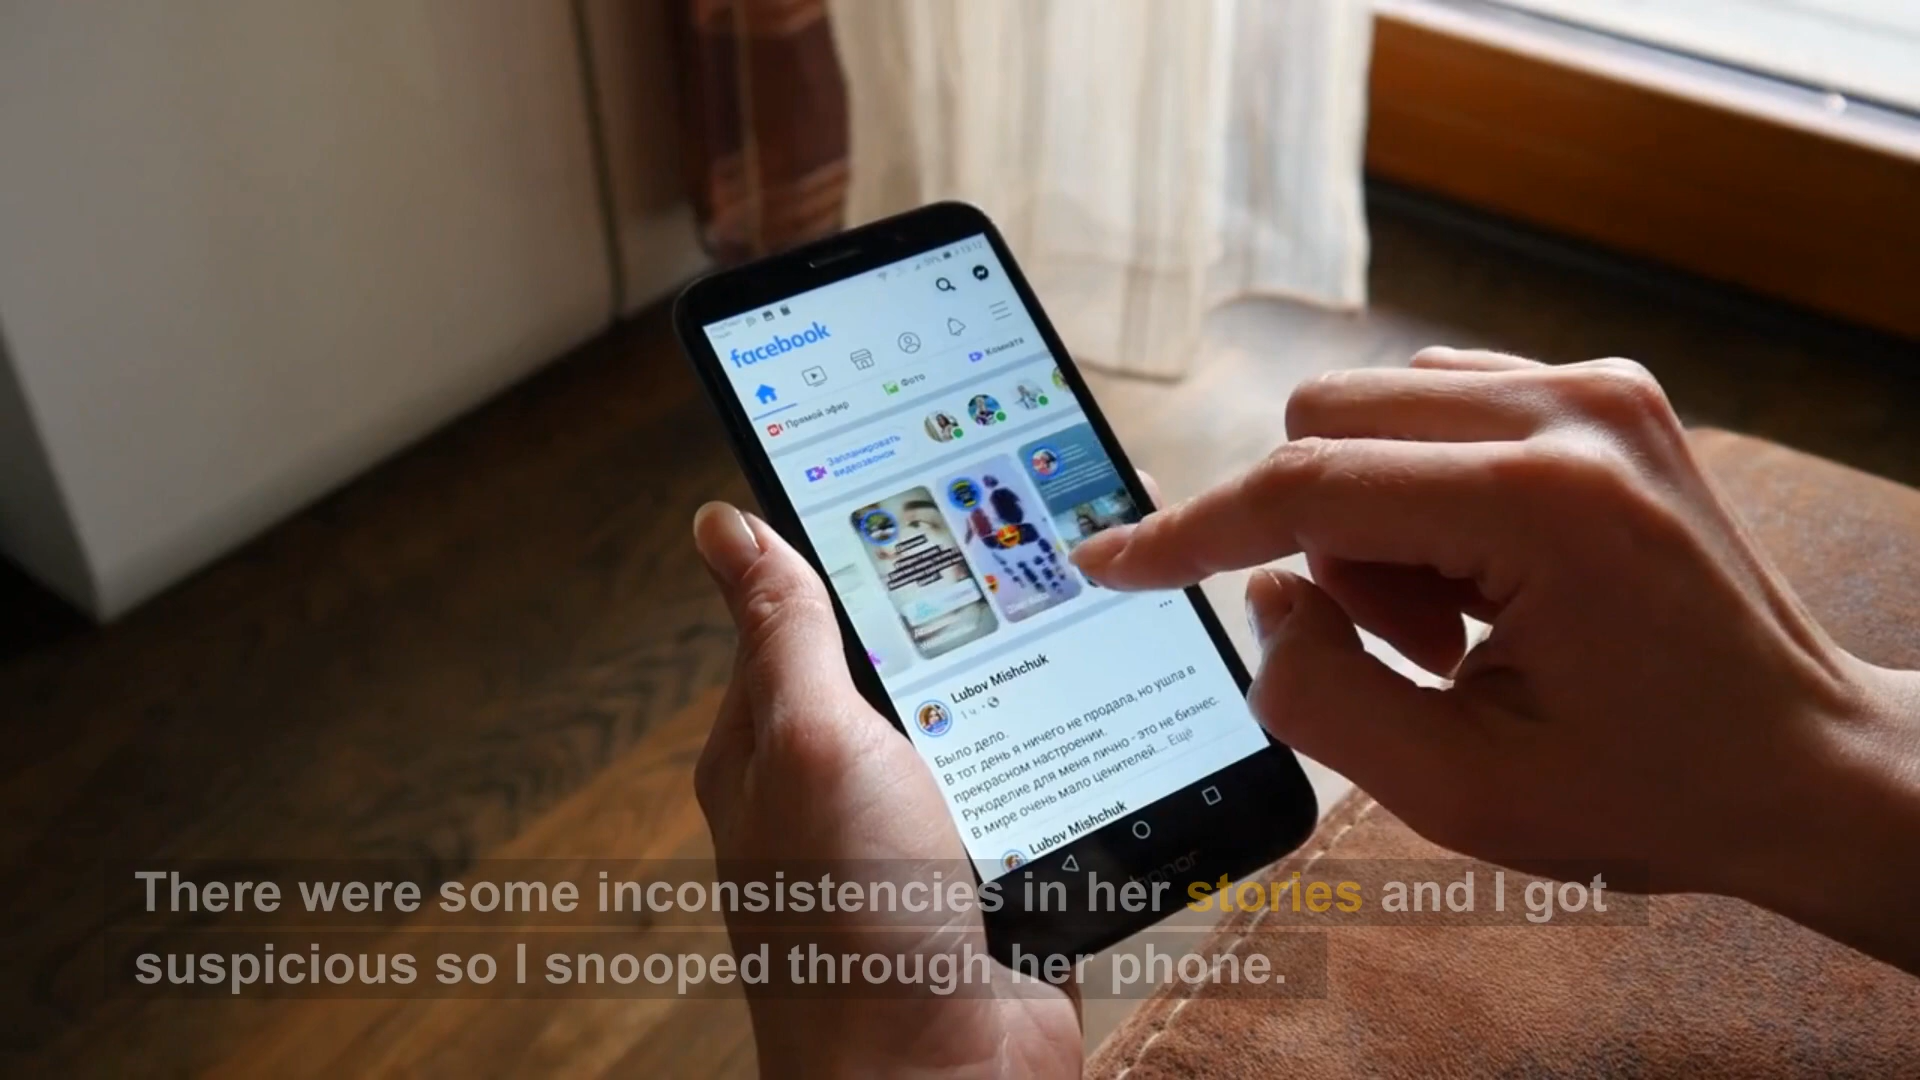 facebook
Прямой эфир
Фото
Комната
Запланировать
видеозвонок
Lubov Mishchuk
1 ч.
Было дело.
В тот день я ничего не продала, но ушла в
прекрасном настроении.
Рукоделие для меня лично - это не бизнес.
В мире очень мало ценителей.... Ещё
Lubov Mishchuk
honor
There were some inconsistencies in her stories and I got
suspicious so I snooped through her phone.